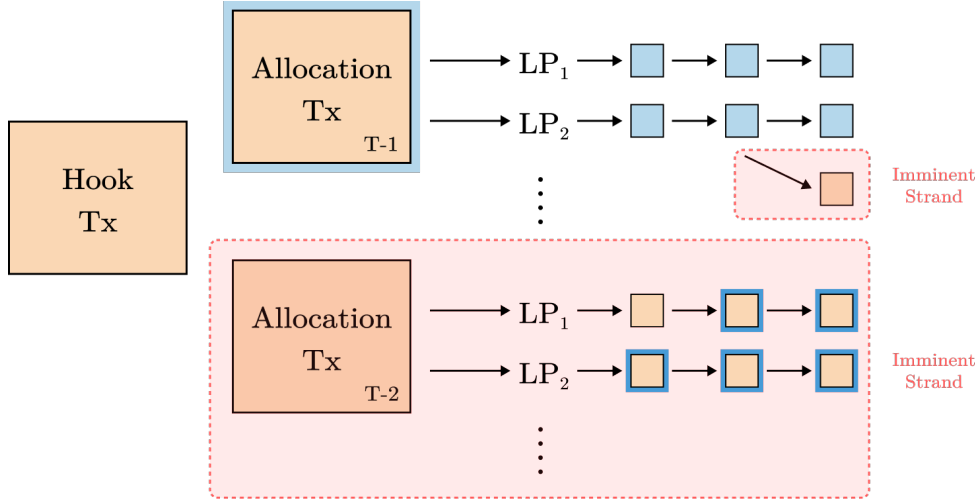 Hook
Tx
Allocation
Tx
T-1
LP₁
LP₂
Imminent
Strand
Allocation
Tx
T-2
LP₁
LP₂
Imminent
Strand